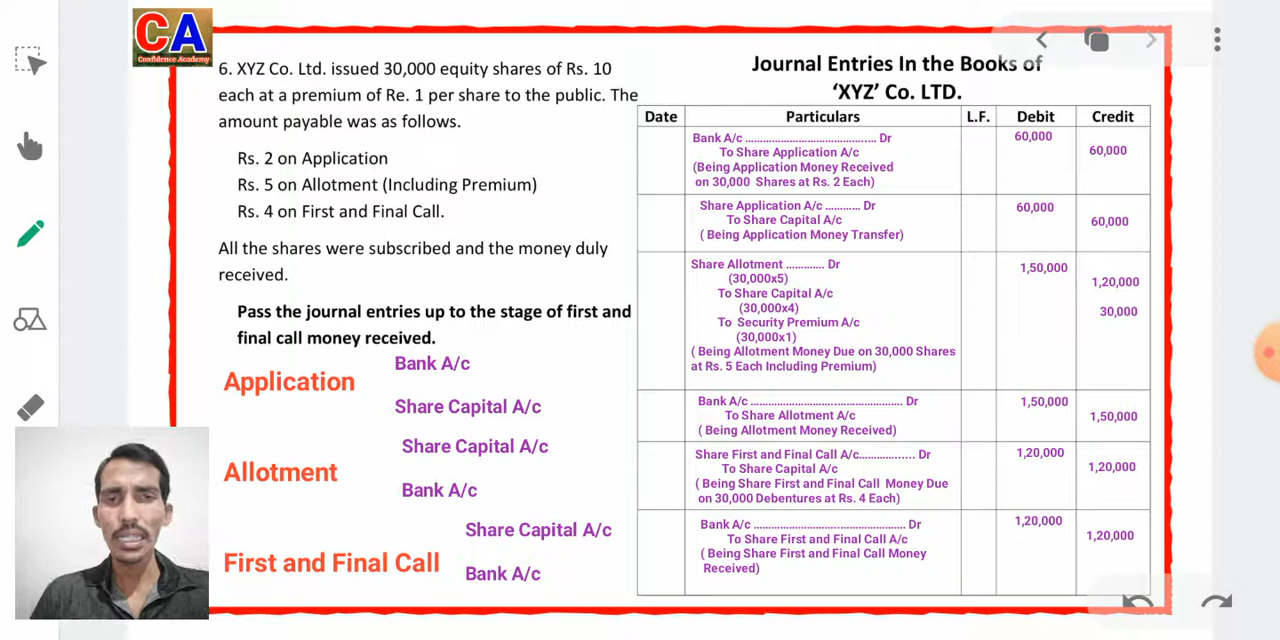 CA
Confidence Academy
6. XYZ Co. Ltd. issued 30,000 equity shares of Rs. 10
each at a premium of Re. 1 per share to the public. The
amount payable was as follows.
Rs. 2 on Application
Rs. 5 on Allotment (Including Premium)
Rs. 4 on First and Final Call.
All the shares were subscribed and the money duly
received.
Pass the journal entries up to the stage of first and
final call money received.
Application
Bank A/c
Share Capital A/c
Allotment
Share Capital A/c
Bank A/c
First and Final Call
Share Capital A/c
Bank A/c
Journal Entries In the Books of
‘XYZ’ Co. LTD.
Date Particulars L.F. Debit Credit
Bank A/c ........................................ Dr 60,000
To Share Application A/c 60,000
(Being Application Money Received
on 30,000 Shares at Rs. 2 Each)
Share Application A/c ............ Dr 60,000
To Share Capital A/c 60,000
( Being Application Money Transfer)
Share Allotment ............. Dr 1,50,000
(30,000x5)
To Share Capital A/c 1,20,000
(30,000x4)
To Security Premium A/c 30,000
(30,000x1)
( Being Allotment Money Due on 30,000 Shares
at Rs. 5 Each Including Premium)
Bank A/c .............................................. Dr 1,50,000
To Share Allotment A/c 1,50,000
( Being Allotment Money Received)
Share First and Final Call A/c.................. Dr 1,20,000
To Share Capital A/c 1,20,000
( Being Share First and Final Call Money Due
on 30,000 Debentures at Rs. 4 Each)
Bank A/c .............................................. Dr 1,20,000
To Share First and Final Call A/c 1,20,000
( Being Share First and Final Call Money
Received)